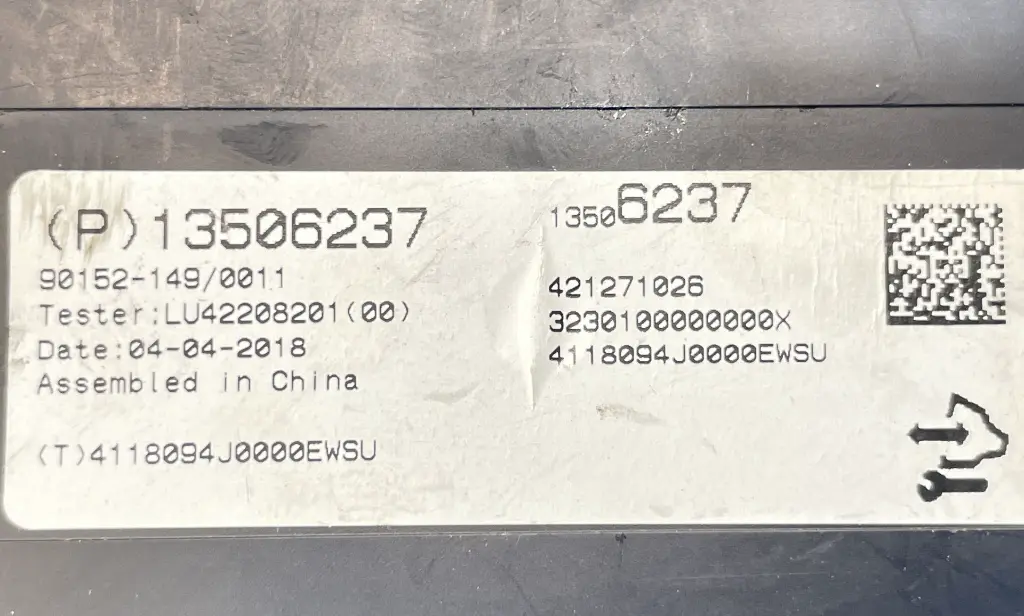 (P)13506237
90152-149/0011
Tester:LU42208201(00)
Date:04-04-2018
Assembled in China
(T)4118094J0000EWSU
13506237
421271026
3230100000000X
4118094J0000EWSU